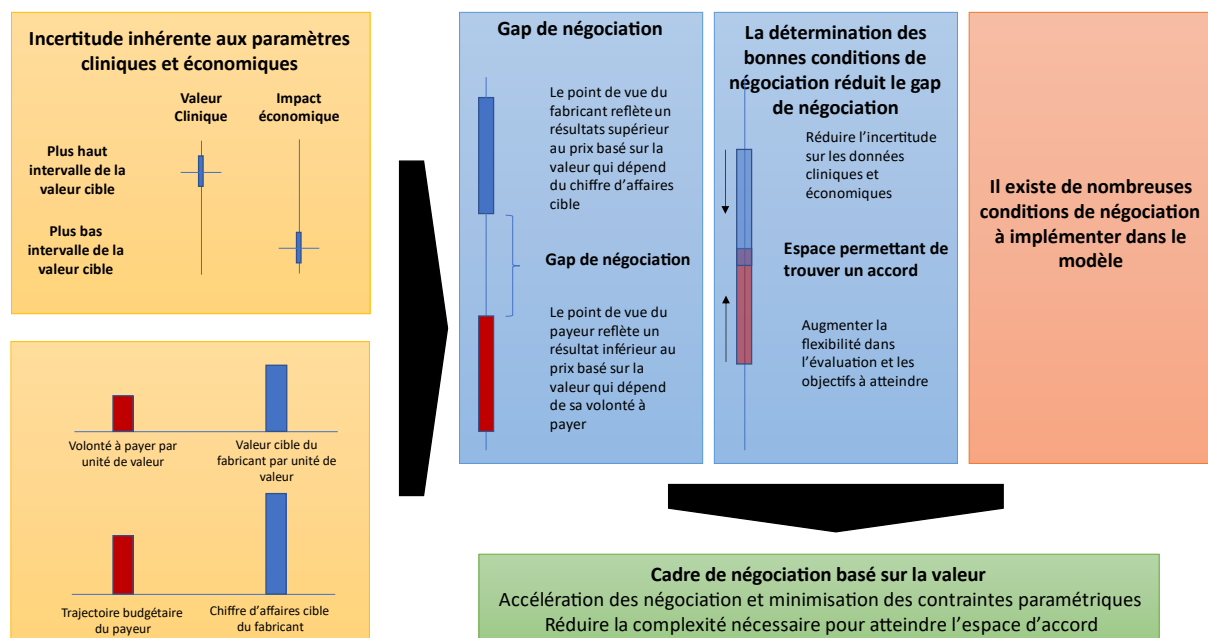 Incertitude inhérente aux paramètres
cliniques et économiques
Valeur
Clinique
Impact
économique
Plus haut
intervalle de la
valeur cible
Plus bas
intervalle de la
valeur cible
Volonté à payer par
unité de valeur
Valeur cible du
fabricant par unité de
valeur
Trajectoire budgétaire
du payeur
Chiffre d'affaires cible
du fabricant
Gap de négociation
Le point de vue du
fabricant reflète un
résultats supérieur
au prix basé sur la
valeur qui dépend
du chiffre d'affaires
cible
Gap de négociation
Le point de vue du
payeur reflète un
résultat inférieur au
prix basé sur la
valeur qui dépend
de sa volonté à
payer
La détermination des
bonnes conditions de
négociation réduit le gap
de négociation
Réduire l'incertitude
sur les données
cliniques et
économiques
Espace permettant de
trouver un accord
Augmenter la
flexibilité dans
l'évaluation et les
objectifs à atteindre
Il existe de nombreuses
conditions de négociation
à implémenter dans le
modèle
Cadre de négociation basé sur la valeur
Accélération des négociation et minimisation des contraintes paramétriques
Réduire la complexité nécessaire pour atteindre l'espace d'accord